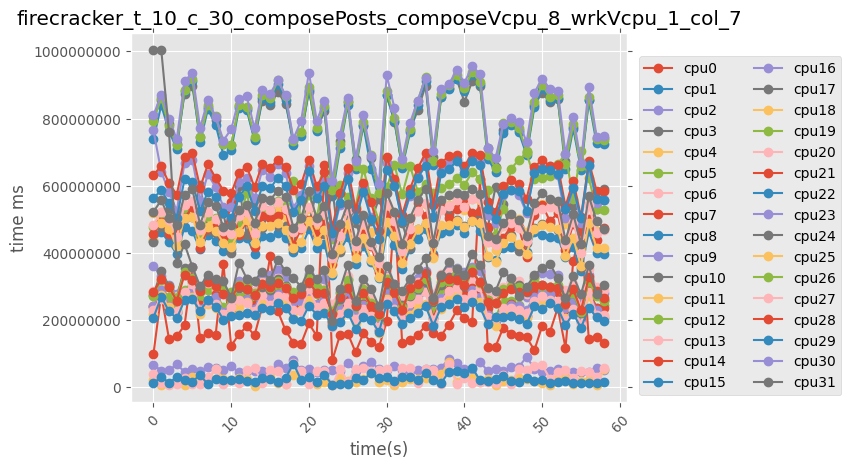 firecracker_t_10_c_30_composePosts_composeVcpu_8_wrkVcpu_1_col_7
1000000000
800000000
600000000
400000000
200000000
0
time ms
0 10 20 30 40 50 60
time(s)
cpu0 cpu16
cpu1 cpu17
cpu2 cpu18
cpu3 cpu19
cpu4 cpu20
cpu5 cpu21
cpu6 cpu22
cpu7 cpu23
cpu8 cpu24
cpu9 cpu25
cpu10 cpu26
cpu11 cpu27
cpu12 cpu28
cpu13 cpu29
cpu14 cpu30
cpu15 cpu31